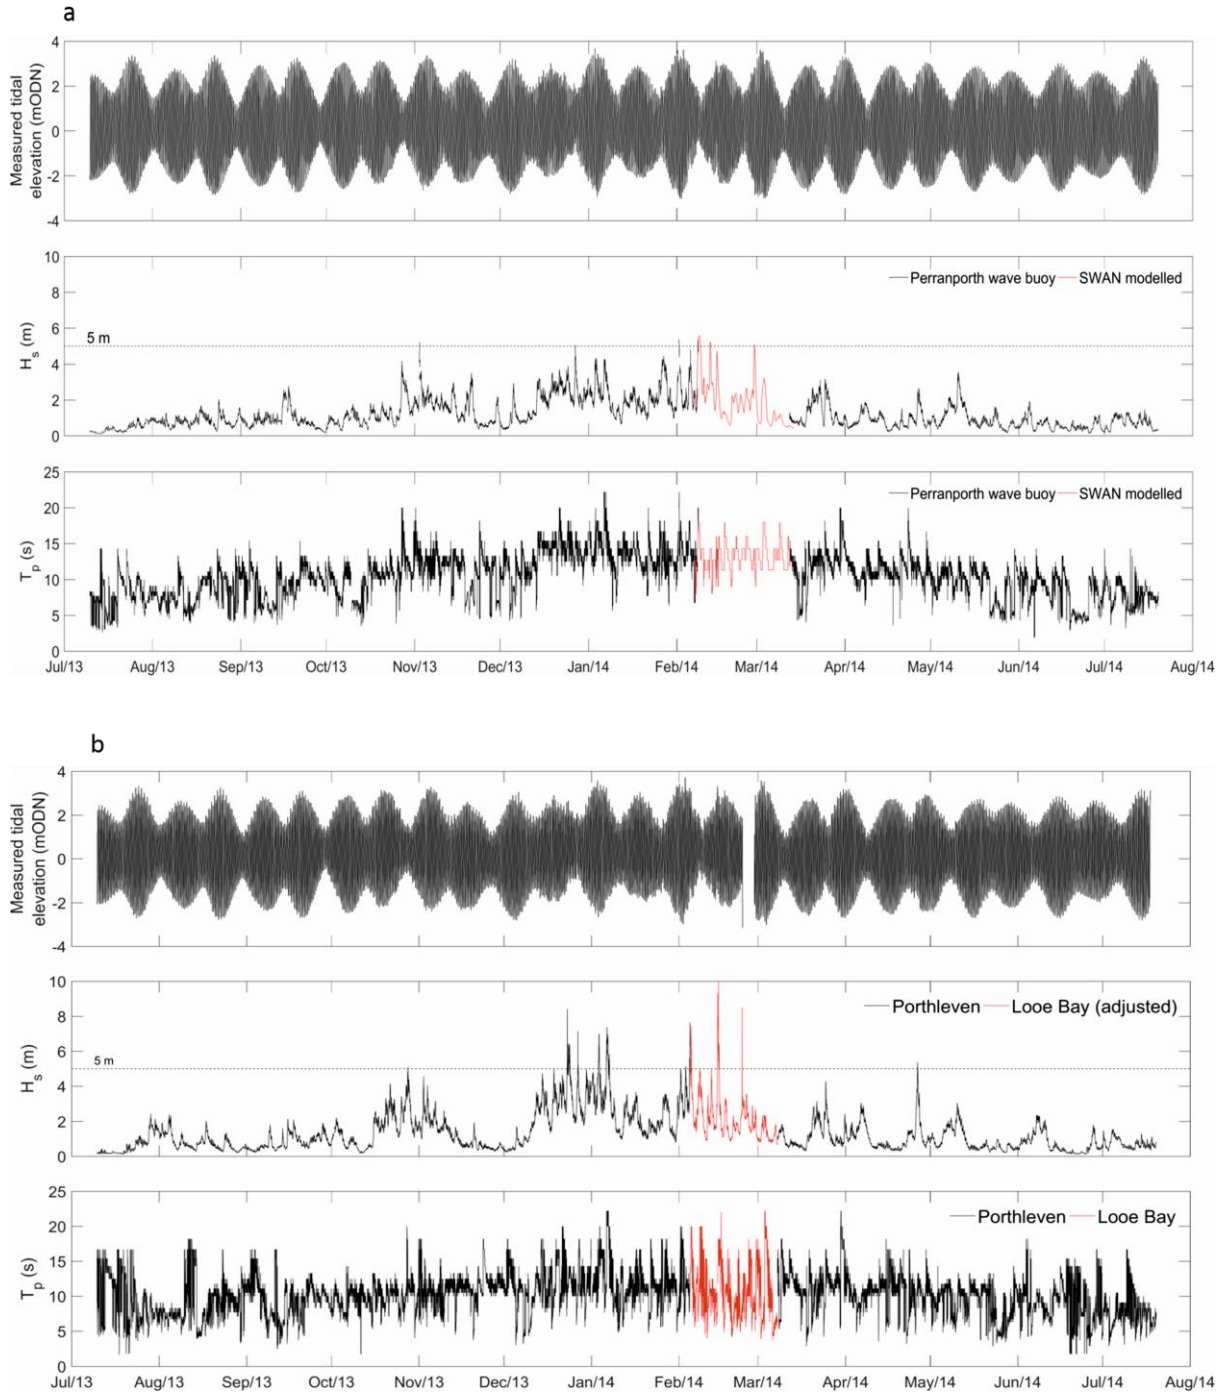 a
Measured tidal
elevation (mODN)
4
2
0
-2
-4
H_s (m)
10
8
6
4
2
0
5 m
Perranporth wave buoy SWAN modelled
T_p (s)
25
20
15
10
5
0
Perranporth wave buoy SWAN modelled
Jul/13 Aug/13 Sep/13 Oct/13 Nov/13 Dec/13 Jan/14 Feb/14 Mar/14 Apr/14 May/14 Jun/14 Jul/14 Aug/14
b
Measured tidal
elevation (mODN)
4
2
0
-2
-4
H_s (m)
10
8
6
4
2
0
5 m
Porthleven Looe Bay (adjusted)
T_p (s)
25
20
15
10
5
0
Porthleven Looe Bay
Jul/13 Aug/13 Sep/13 Oct/13 Nov/13 Dec/13 Jan/14 Feb/14 Mar/14 Apr/14 May/14 Jun/14 Jul/14 Aug/14